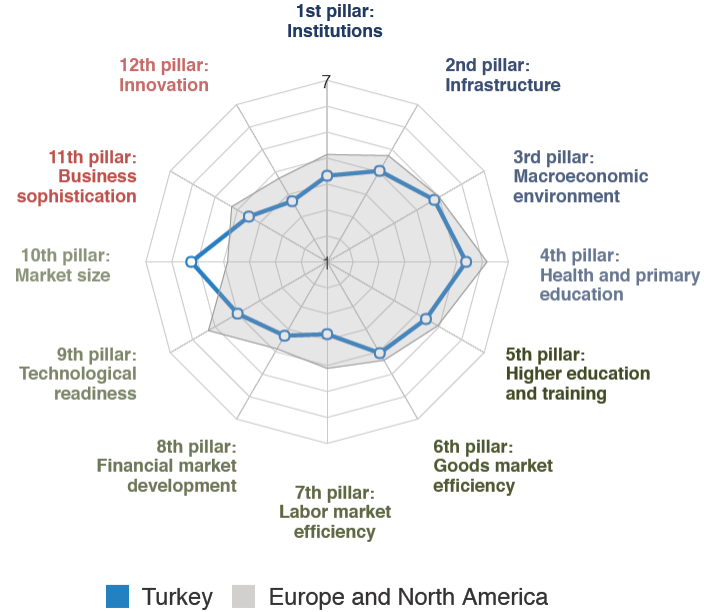 1st pillar:
Institutions
2nd pillar:
Infrastructure
3rd pillar:
Macroeconomic
environment
4th pillar:
Health and primary
education
5th pillar:
Higher education
and training
6th pillar:
Goods market
efficiency
7th pillar:
Labor market
efficiency
8th pillar:
Financial market
development
9th pillar:
Technological
readiness
10th pillar:
Market size
11th pillar:
Business
sophistication
12th pillar:
Innovation
7
1
Turkey
Europe and North America